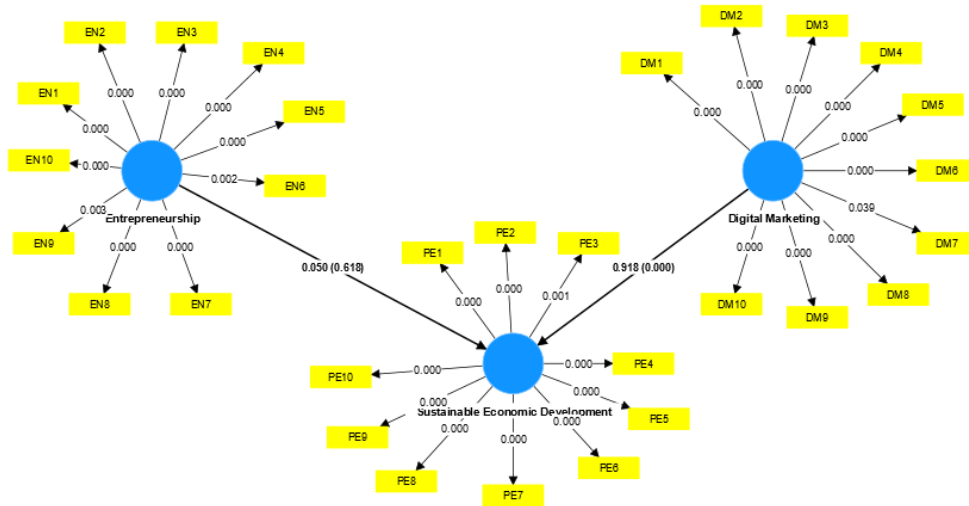 EN2
EN3
EN4
EN1
EN5
EN10
EN6
EN9
EN8
EN7
0.000
0.000
0.000
0.000
0.000
0.000
0.002
0.003
0.000
0.000
Entrepreneurship
DM2
DM3
DM1
DM4
DM5
DM6
DM7
DM8
DM9
DM10
0.000
0.000
0.000
0.000
0.000
0.000
0.039
0.000
0.000
0.000
Digital Marketing
0.050 (0.618)
0.918 (0.000)
PE1
PE2
PE3
PE4
PE5
PE6
PE7
PE8
PE9
PE10
0.000
0.000
0.001
0.000
0.000
0.000
0.000
0.000
0.000
0.000
Sustainable Economic Development